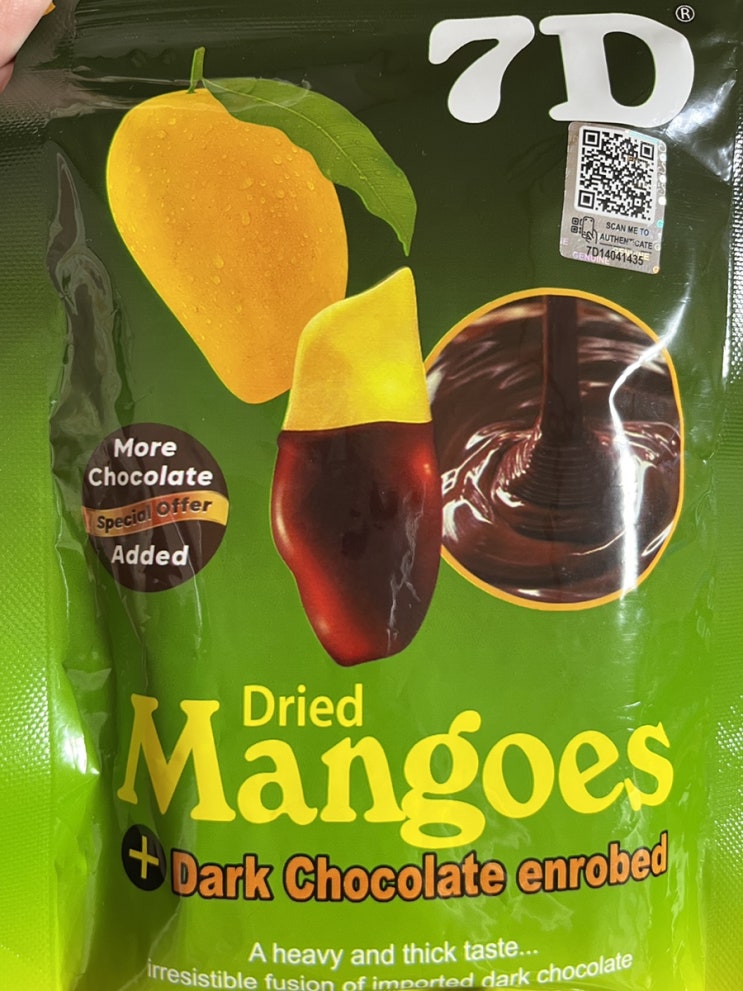 7D®
SCAN ME TO
AUTHENTICATE
GENUINE
7D14041435
More
Chocolate
Special Offer
Added
Dried
Mangoes
+ Dark Chocolate enrobed
A heavy and thick taste...
irresistible fusion of imported dark chocolate